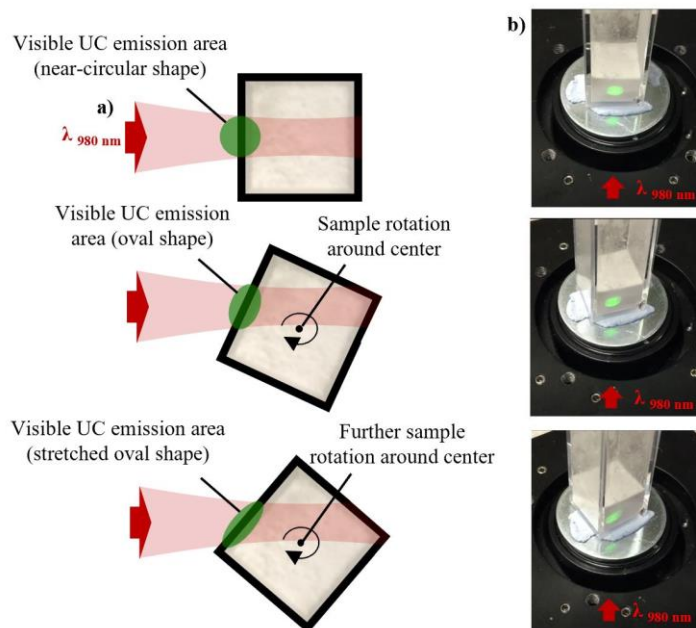 Visible UC emission area
(near-circular shape)
a)
λ 980 nm
Visible UC emission
area (oval shape)
Sample rotation
around center
Visible UC emission area
(stretched oval shape)
Further sample
rotation around center
b)
λ 980 nm
λ 980 nm
λ 980 nm